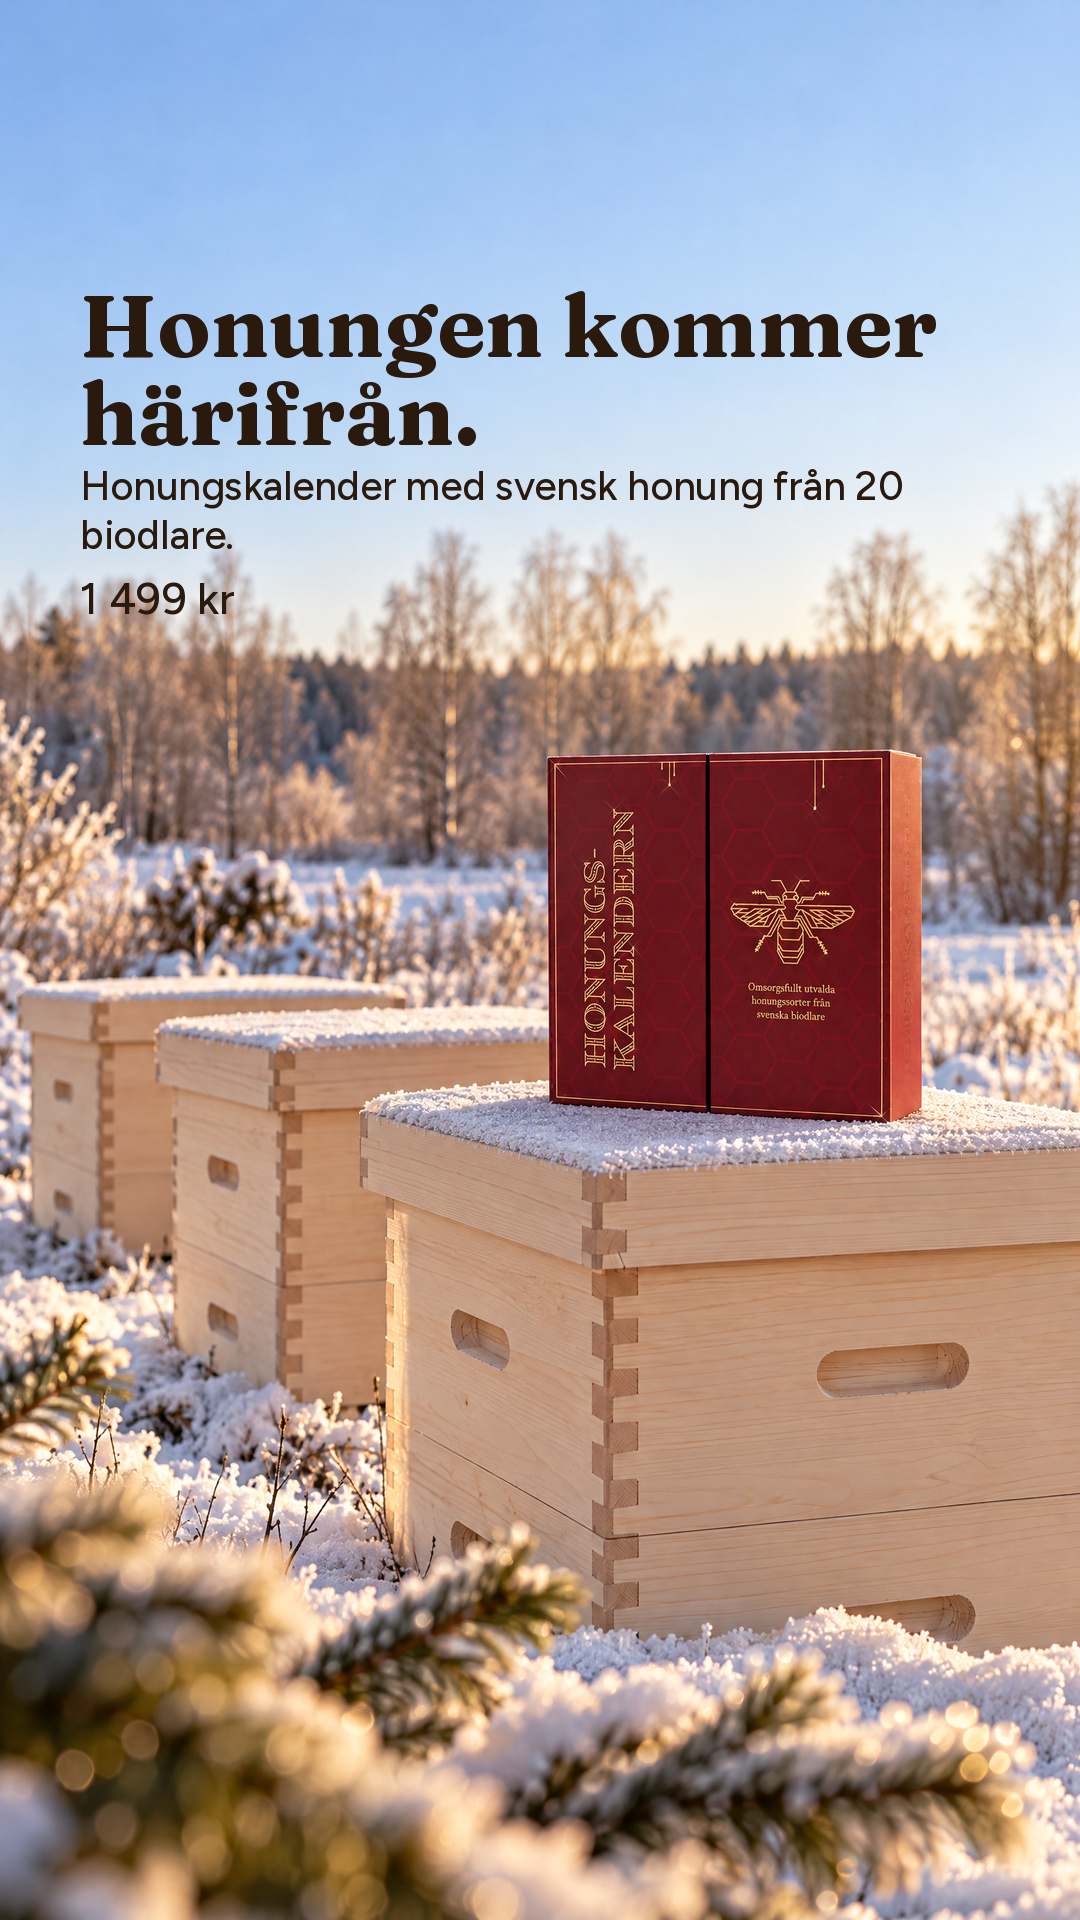 Honungen kommer
härifrån.
Honungskalender med svensk honung från 20
biodlare.
1 499 kr
HONUNGS-
KALENDERN
Omsorgsfullt utvalda
honungssorter från
svenska biodlare